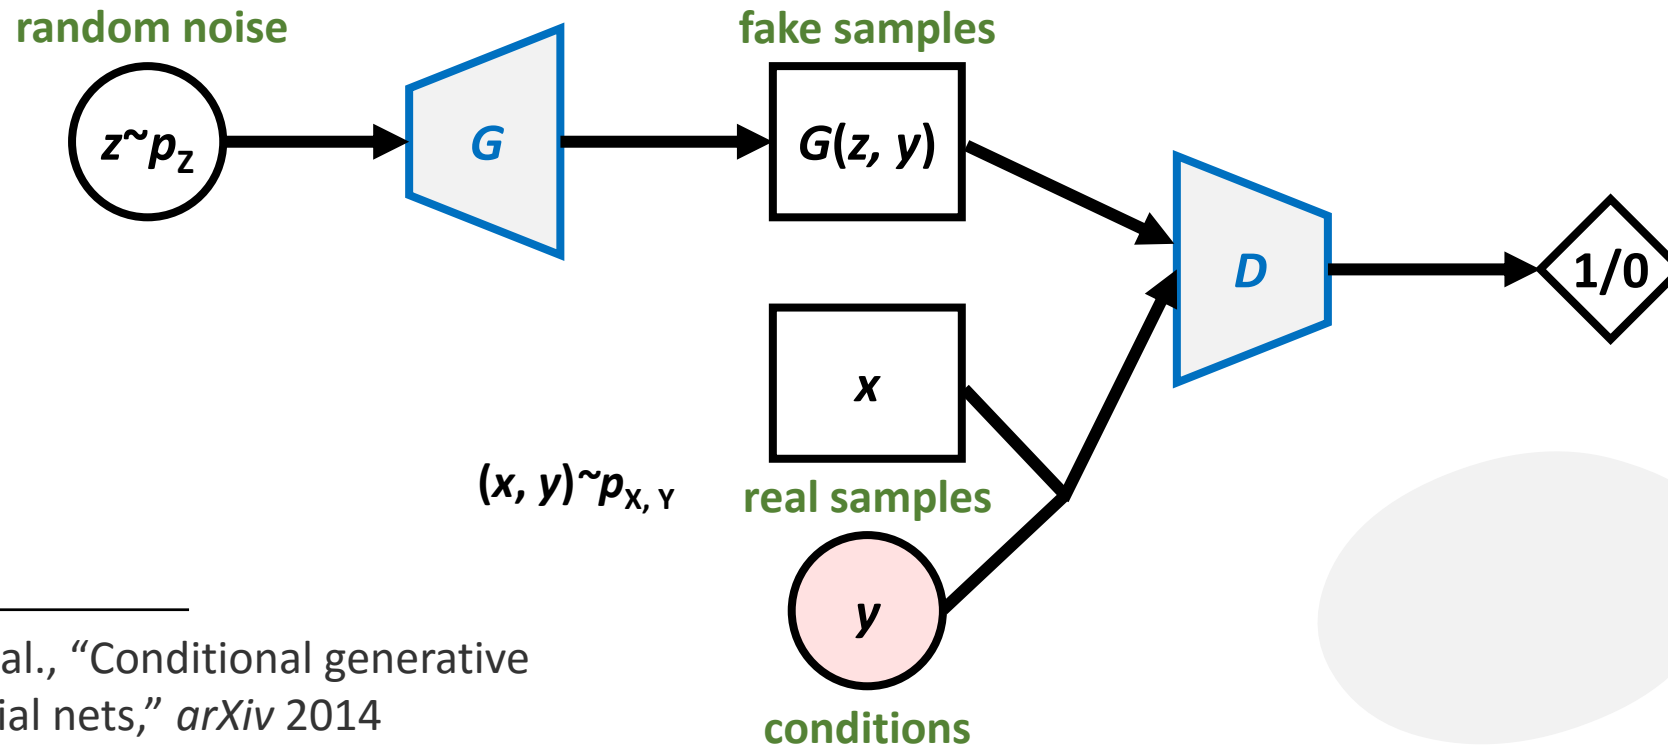 random noise
fake samples
z~pZ
G
G(z, y)
D
1/0
x
(x, y)~pX, Y
real samples
y
al., “Conditional generative
ial nets,” arXiv 2014
conditions